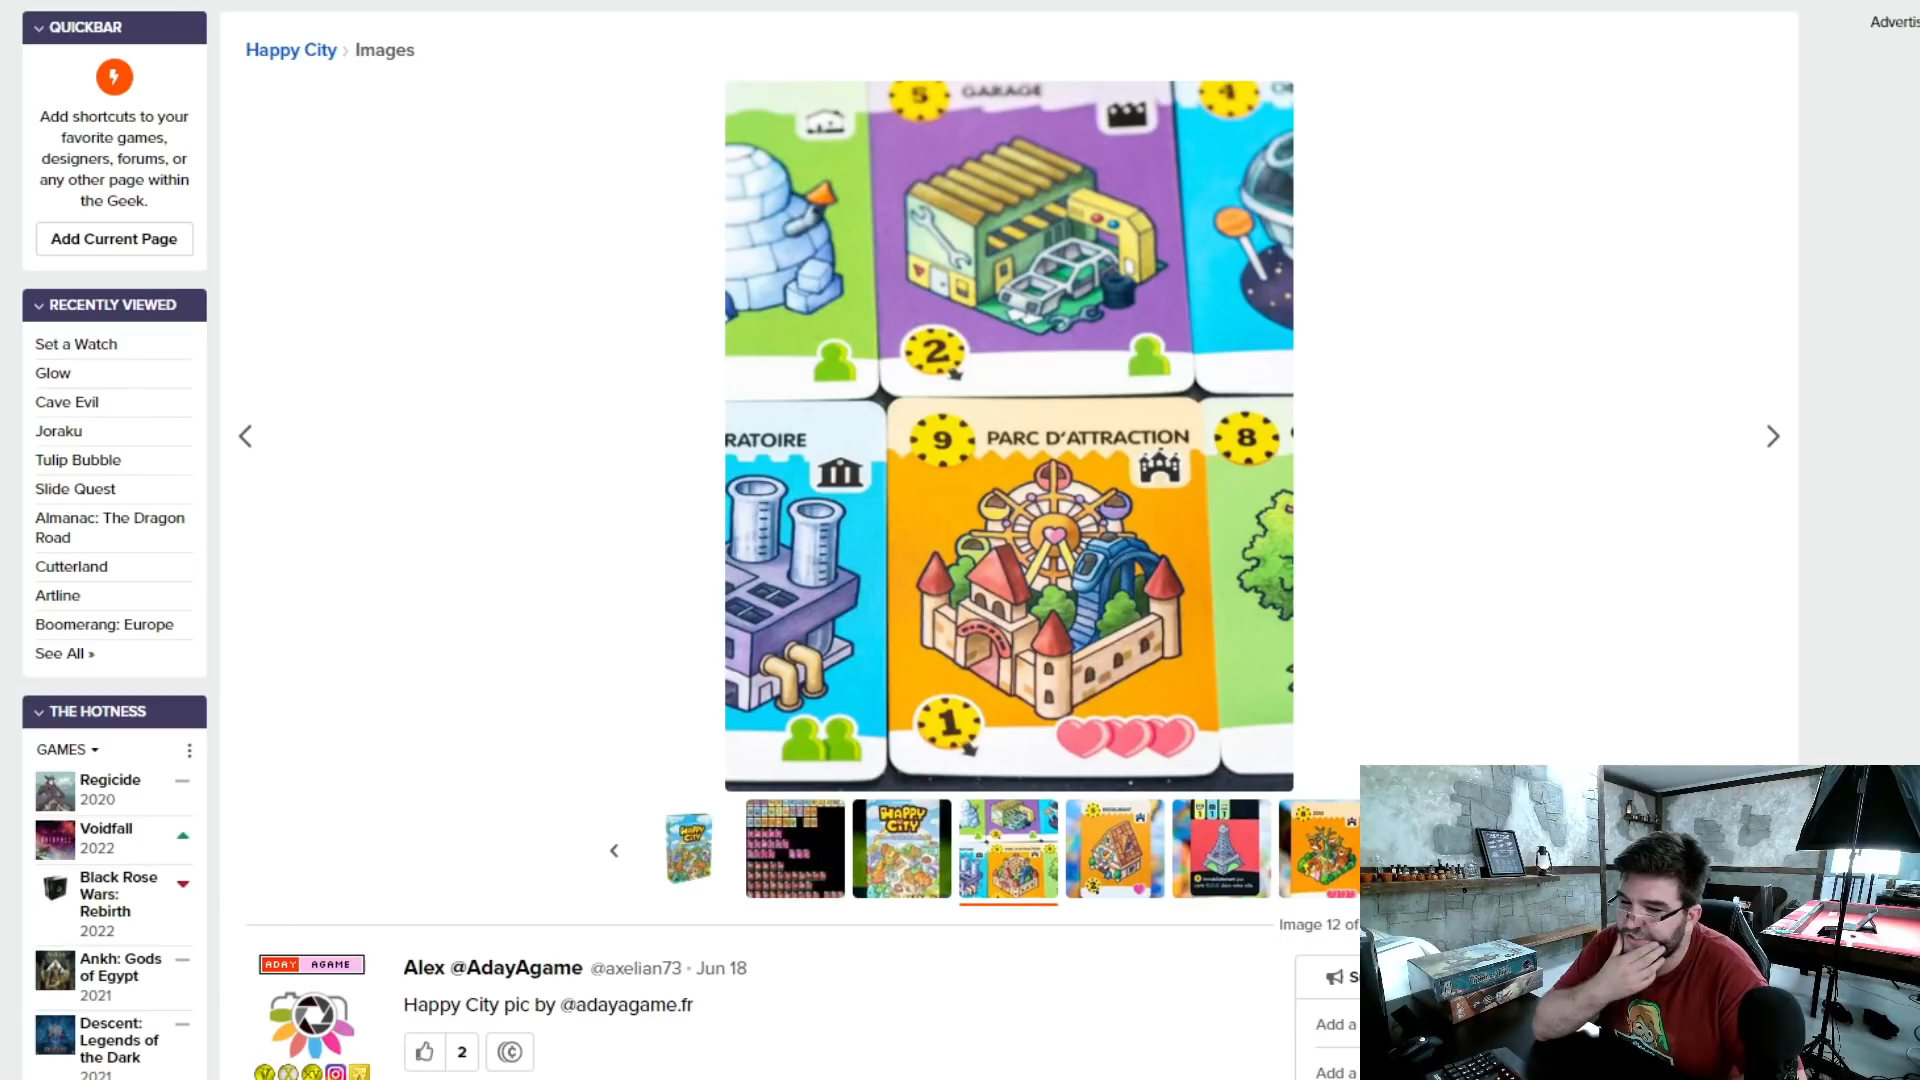 QUICKBAR
Add shortcuts to your
favorite games,
designers, forums, or
any other page within
the Geek.
Add Current Page
RECENTLY VIEWED
Set a Watch
Glow
Cave Evil
Joraku
Tulip Bubble
Slide Quest
Almanac: The Dragon
Road
Cutterland
Artline
Boomerang: Europe
See All »
THE HOTNESS
GAMES
Regicide
2020
Voidfall
2022
Black Rose
Wars:
Rebirth
2022
Ankh: Gods
of Egypt
2021
Descent:
Legends of
the Dark
2021
Happy City › Images
Advertis
5 GARAGE
4
2
RATOIRE
9 PARC D'ATTRACTION
8
1
HAPPY
CITY
HAPPY
CITY
Image 12 of
ADAY AGAME
Alex @AdayAgame @axelian73 • Jun 18
Happy City pic by @adayagame.fr
2
S
Add a
Add a